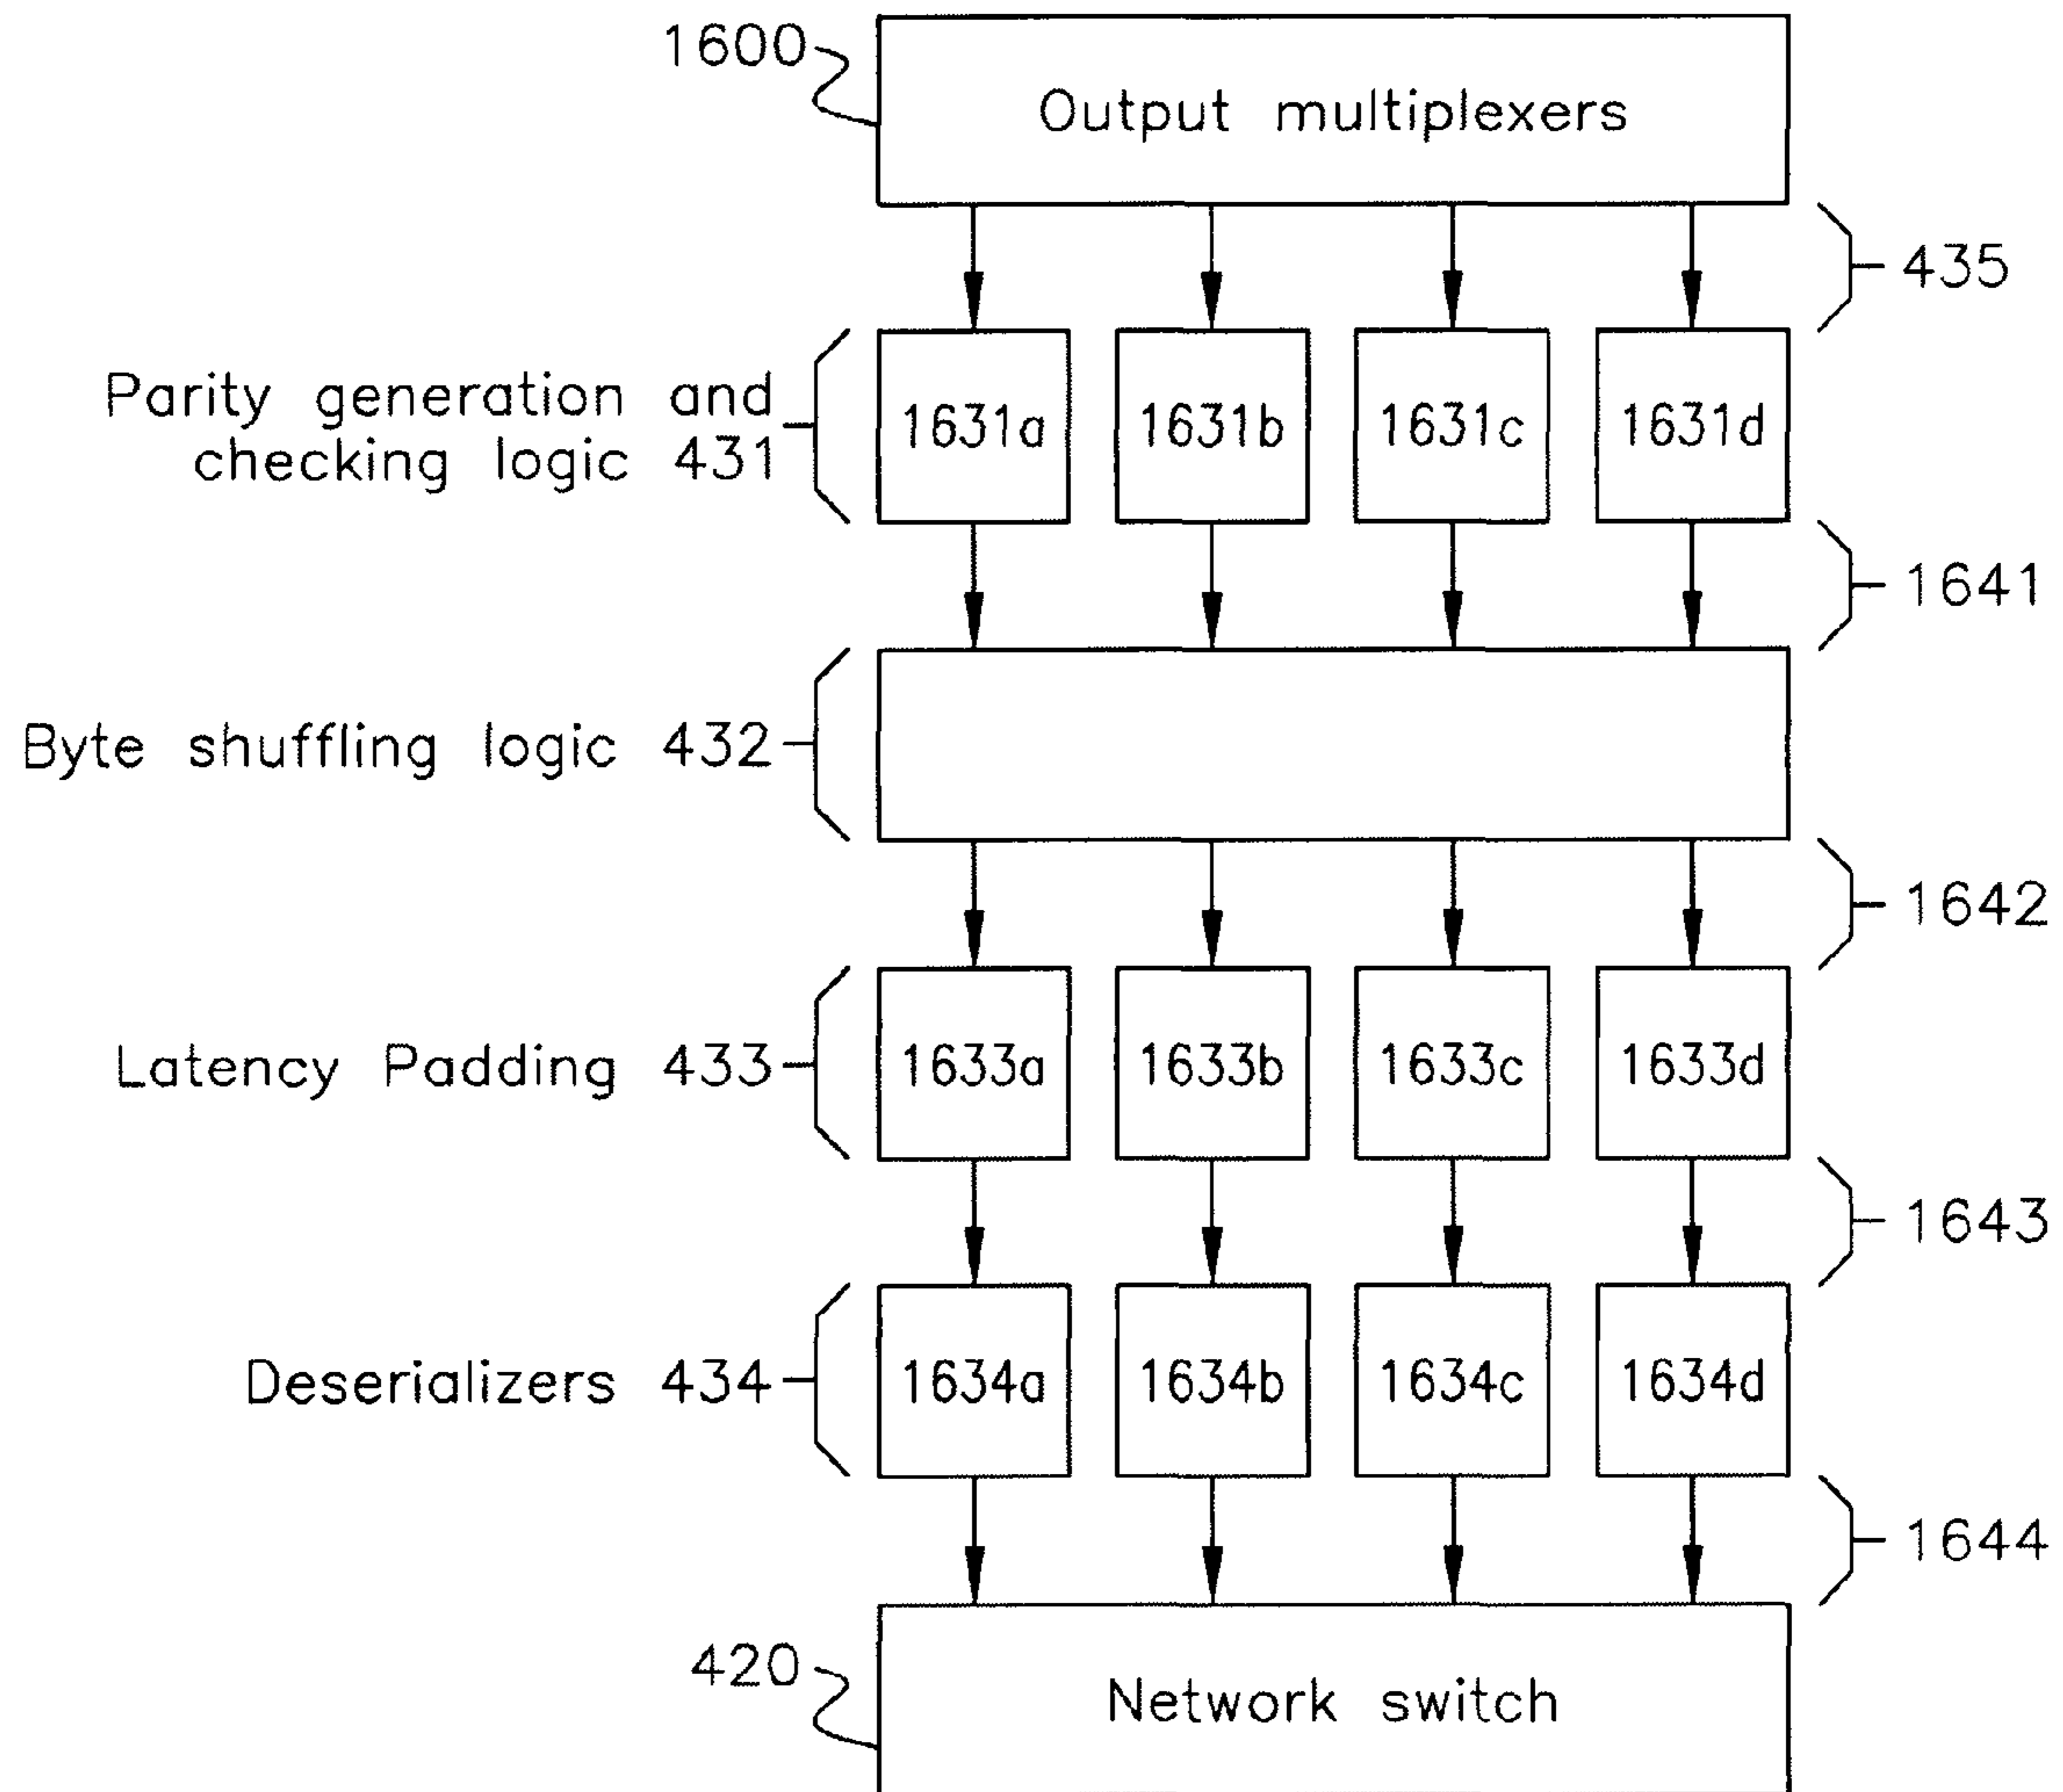 1600
Output multiplexers
435
Parity generation and
checking logic 431
1631a 1631b 1631c 1631d
1641
Byte shuffling logic 432
1642
Latency Padding 433
1633a 1633b 1633c 1633d
1643
Deserializers 434
1634a 1634b 1634c 1634d
1644
420
Network switch